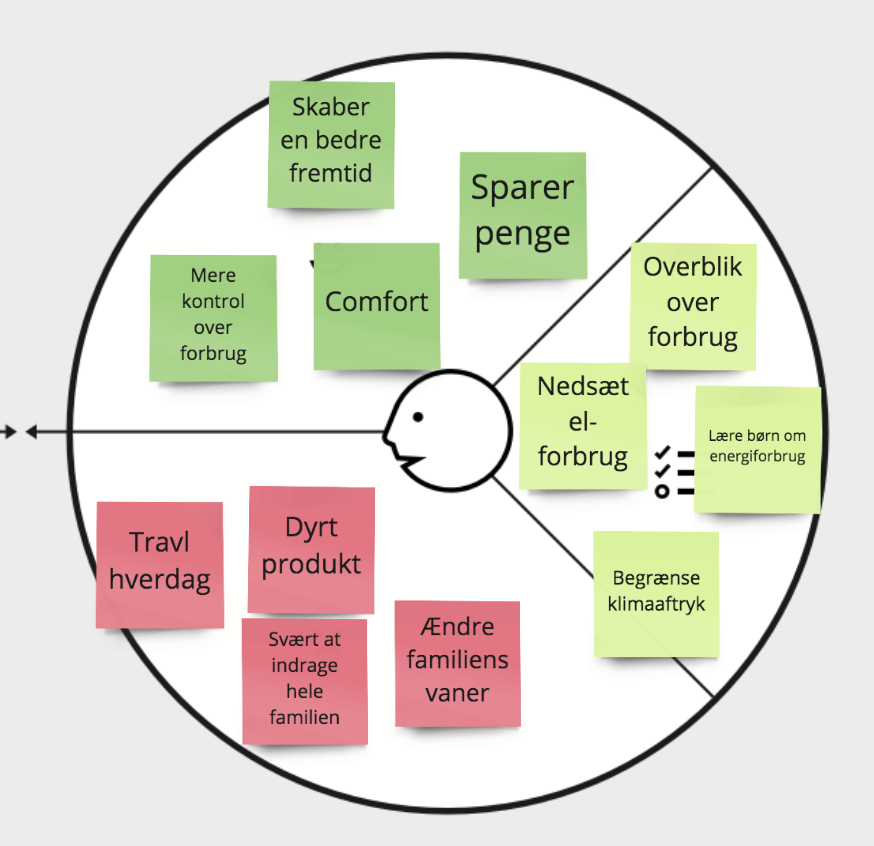 Skaber
en bedre
fremtid
Sparer
penge
Mere
kontrol
over
forbrug
Comfort
Overblik
over
forbrug
Nedsæt
el-
forbrug
Lære børn om
energiforbrug
Begrænse
klimaaftryk
Travl
hverdag
Dyrt
produkt
Svært at
indrage
hele
familien
Ændre
familiens
vaner